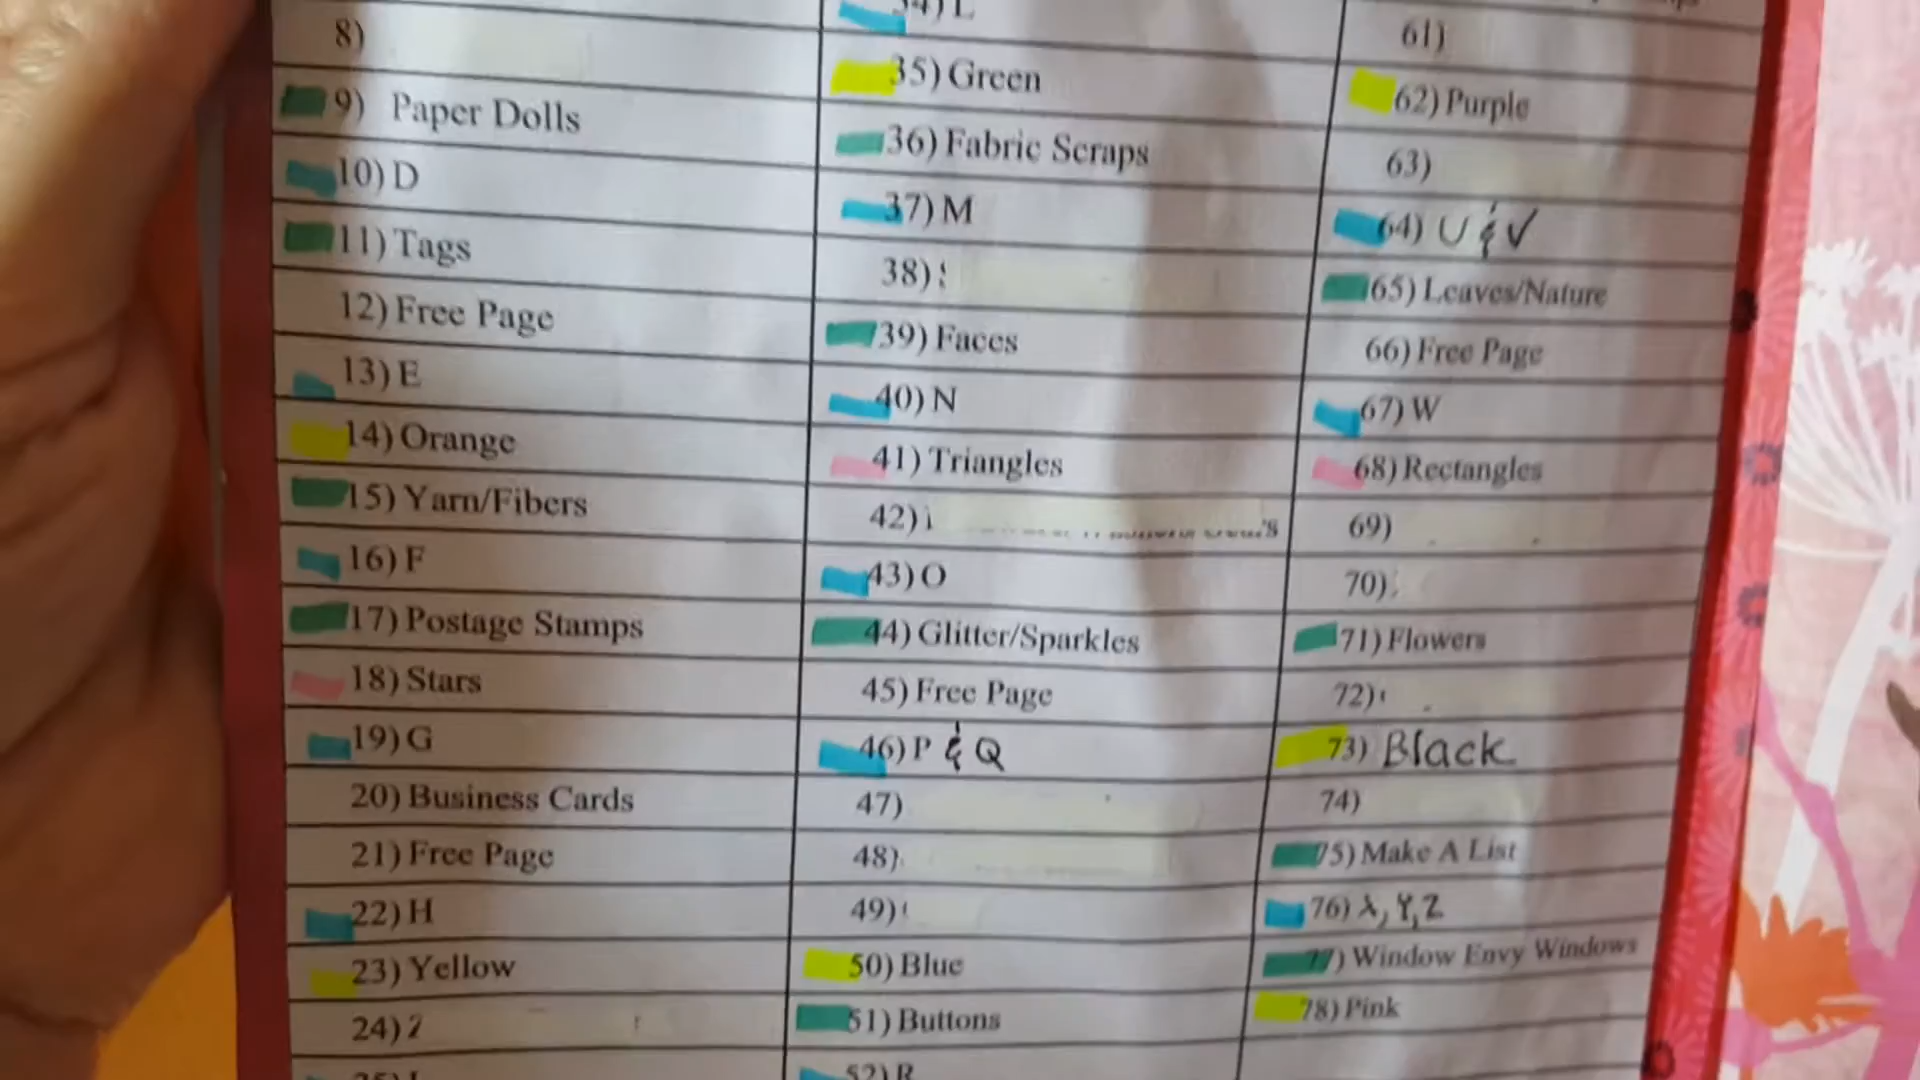 8)
9) Paper Dolls
10) D
11) Tags
12) Free Page
13) E
14) Orange
15) Yarn/Fibers
16) F
17) Postage Stamps
18) Stars
19) G
20) Business Cards
21) Free Page
22) H
23) Yellow
24)
34) L
35) Green
36) Fabric Scraps
37) M
38)
39) Faces
40) N
41) Triangles
42)
43) O
44) Glitter/Sparkles
45) Free Page
46) P & Q
47)
48)
49)
50) Blue
51) Buttons
52) R
61)
62) Purple
63)
64) U & V
65) Leaves/Nature
66) Free Page
67) W
68) Rectangles
69)
70)
71) Flowers
72)
73) Black
74)
75) Make A List
76) X, Y, Z
77) Window Envy Windows
78) Pink